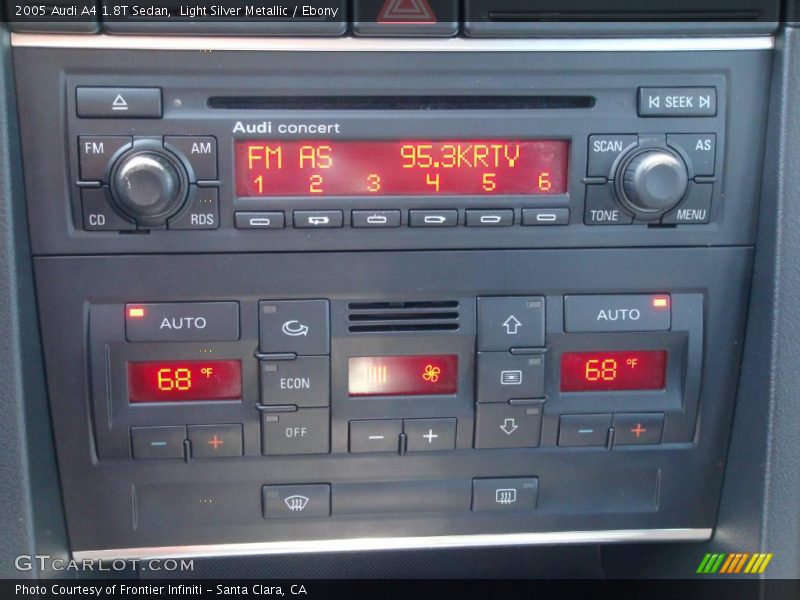 2005 Audi A4 1.8T Sedan, Light Silver Metallic / Ebony
SEEK
Audi concert
FM AM
FM AS 95.3KRTV
SCAN AS
1 2 3 4 5 6
CD RDS
TONE MENU
AUTO
AUTO
68 °F
ECON
68 °F
OFF
GTCARLOT.COM
Photo Courtesy of Frontier Infiniti - Santa Clara, CA